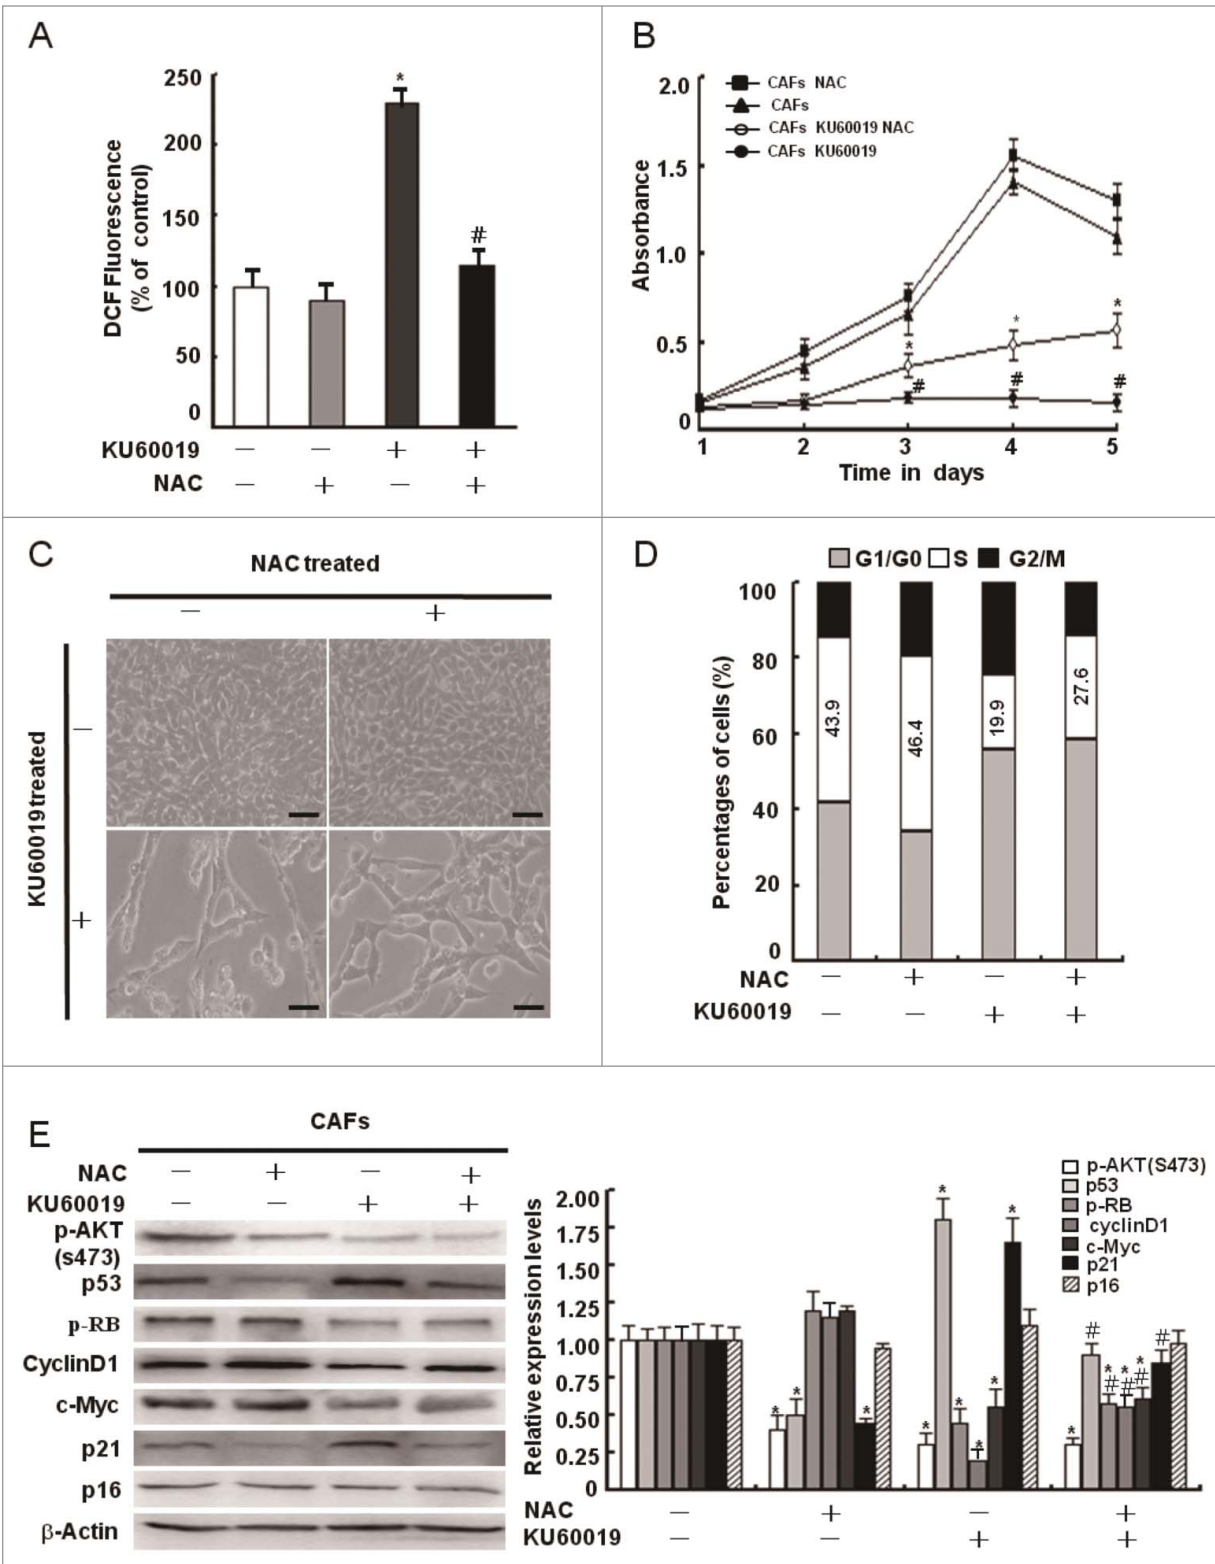 A
250
200
150
100
50
0
DCF Fluorescence
(% of control)
*
#
KU60019 — — + +
NAC — + — +
B
2.0
1.5
1.0
0.5
0
Absorbance
CAFs NAC
CAFs
CAFs KU60019 NAC
CAFs KU60019
* * *
# # #
1 2 3 4 5
Time in days
C
NAC treated
— +
KU60019 treated
—
+
D
G1/G0 S G2/M
100
80
60
40
20
0
Percentages of cells (%)
43.9 46.4 19.9 27.6
NAC — + — +
KU60019 — — + +
E
CAFs
NAC — + — +
KU60019 — — + +
p-AKT
(s473)
p53
p-RB
CyclinD1
c-Myc
p21
p16
β-Actin
Relative expression levels
2.00
1.75
1.50
1.25
1.00
0.75
0.50
0.25
0
p-AKT(S473)
p53
p-RB
cyclinD1
c-Myc
p21
p16
* * *
* * * * * *
* # *# *# *# #
NAC — + — +
KU60019 — — + +